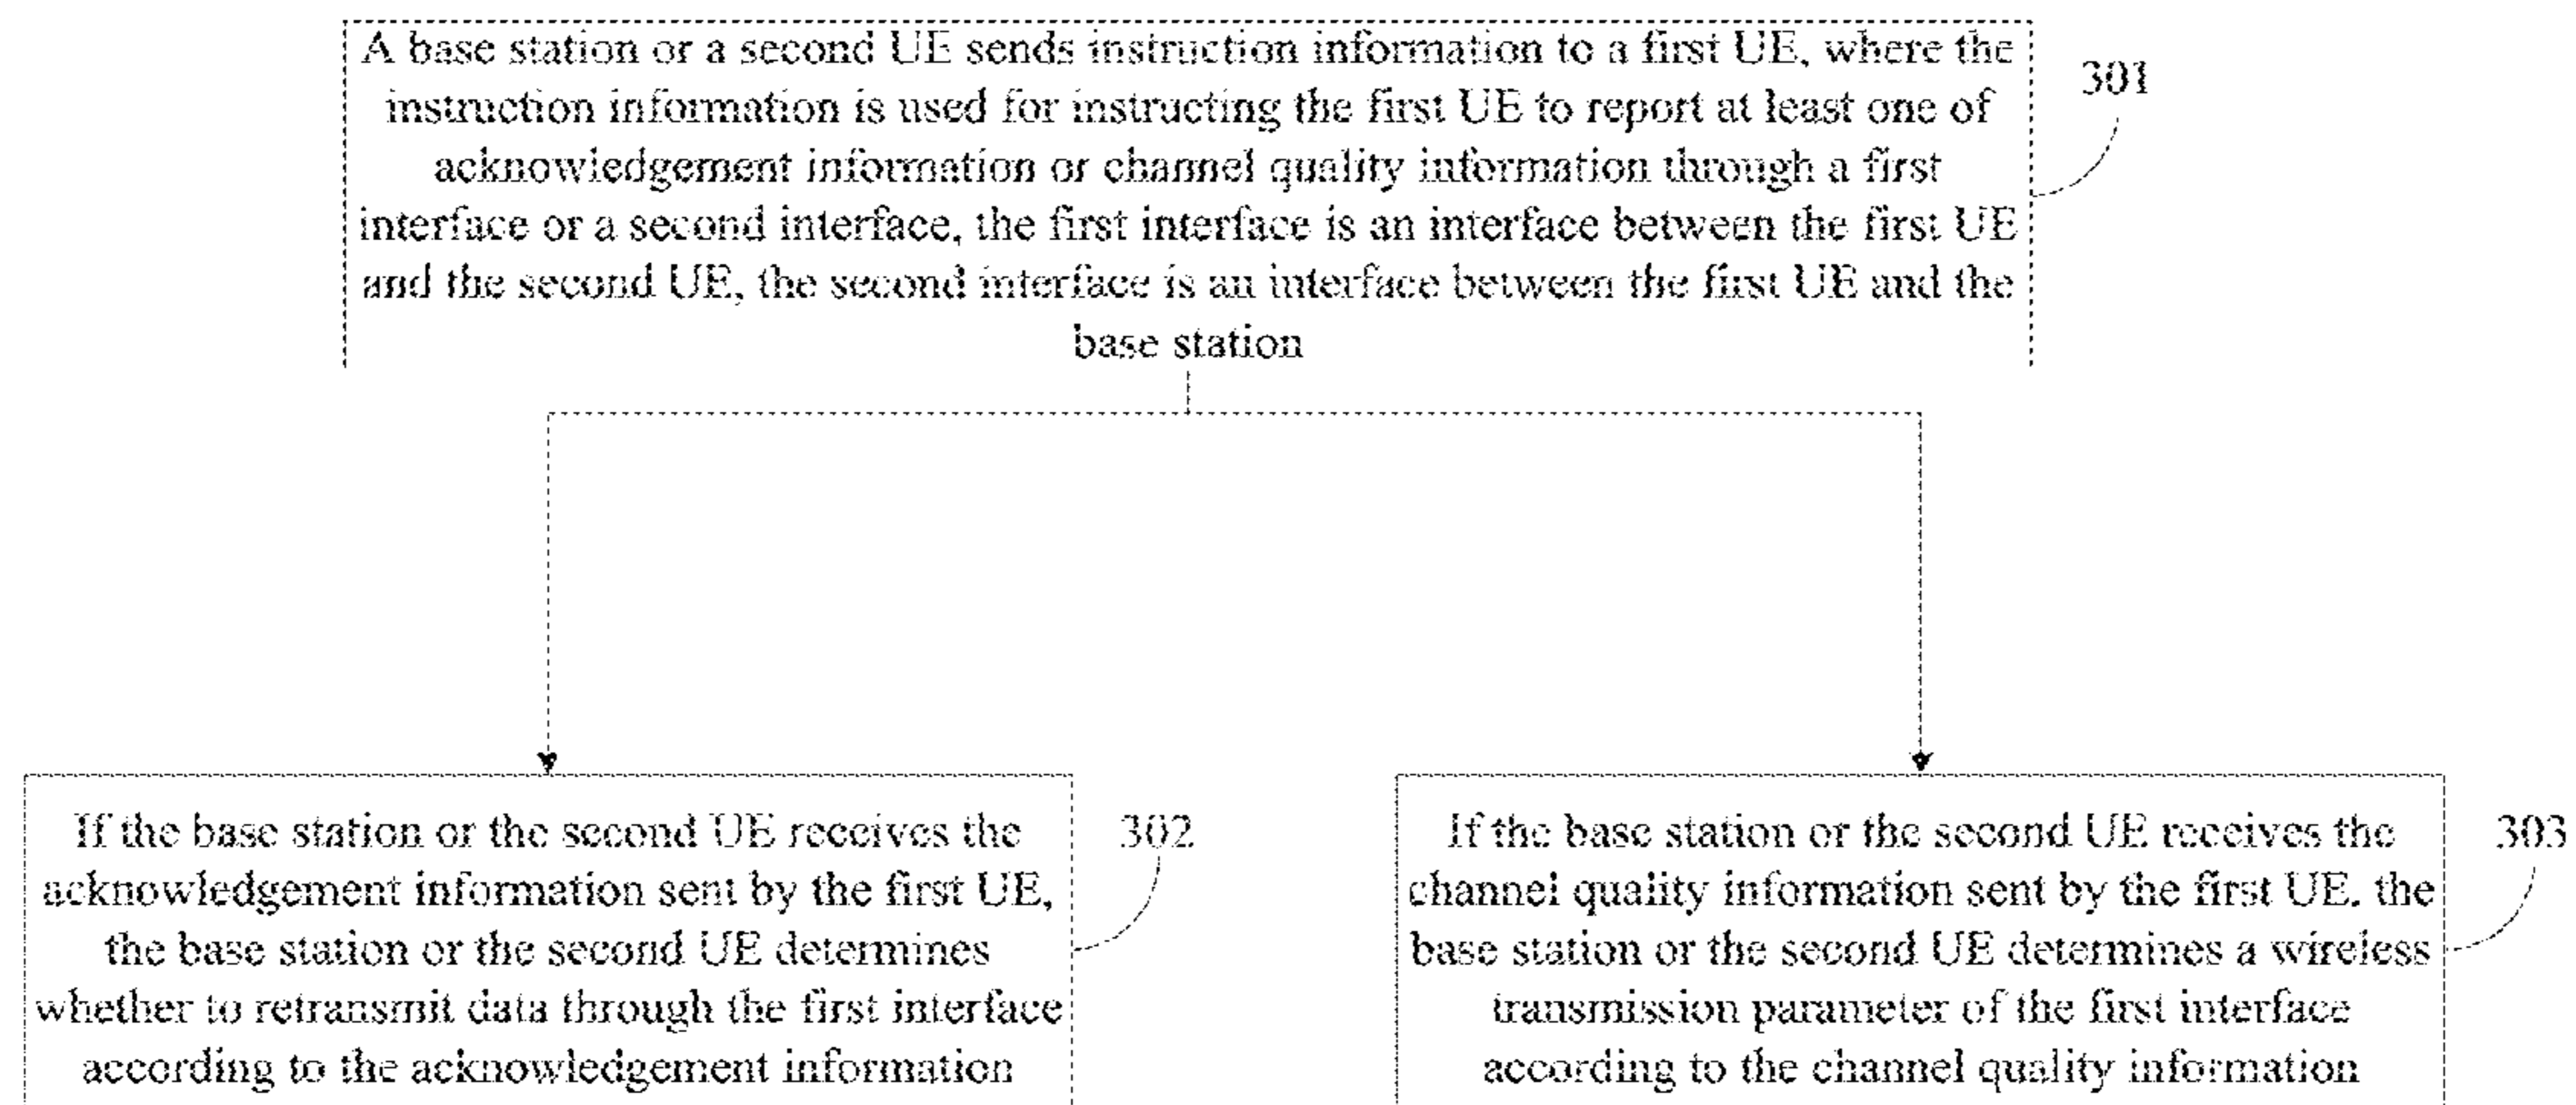 A base station or a second UE sends instruction information to a first UE, where the
instruction information is used for instructing the first UE to report at least one of
acknowledgement information or channel quality information through a first
interface or a second interface, the first interface is an interface between the first UE
and the second UE, the second interface is an interface between the first UE and the
base station
301
If the base station or the second UE receives the
acknowledgement information sent by the first UE,
the base station or the second UE determines
whether to retransmit data through the first interface
according to the acknowledgement information
302
If the base station or the second UE receives the
channel quality information sent by the first UE, the
base station or the second UE determines a wireless
transmission parameter of the first interface
according to the channel quality information
303